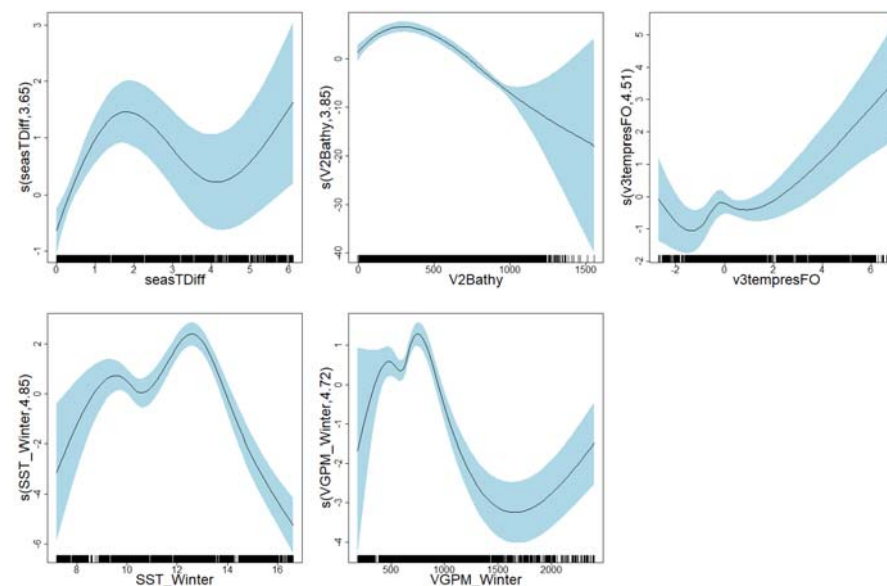 s(seasTDiff,3.65)
-1 0 1 2 3
0 1 2 3 4 5 6
seasTDiff
s(V2Bathy,3.85)
-40 -30 -20 -10 0
0 500 1000 1500
V2Bathy
s(v3tempresFO,4.51)
-2 -1 0 1 2 3 4 5
-2 0 2 4 6
v3tempresFO
s(SST_Winter,4.85)
-6 -4 -2 0 2
8 10 12 14 16
SST_Winter
s(VGPM_Winter,4.72)
-4 -3 -2 -1 0 1
500 1000 1500 2000
VGPM_Winter